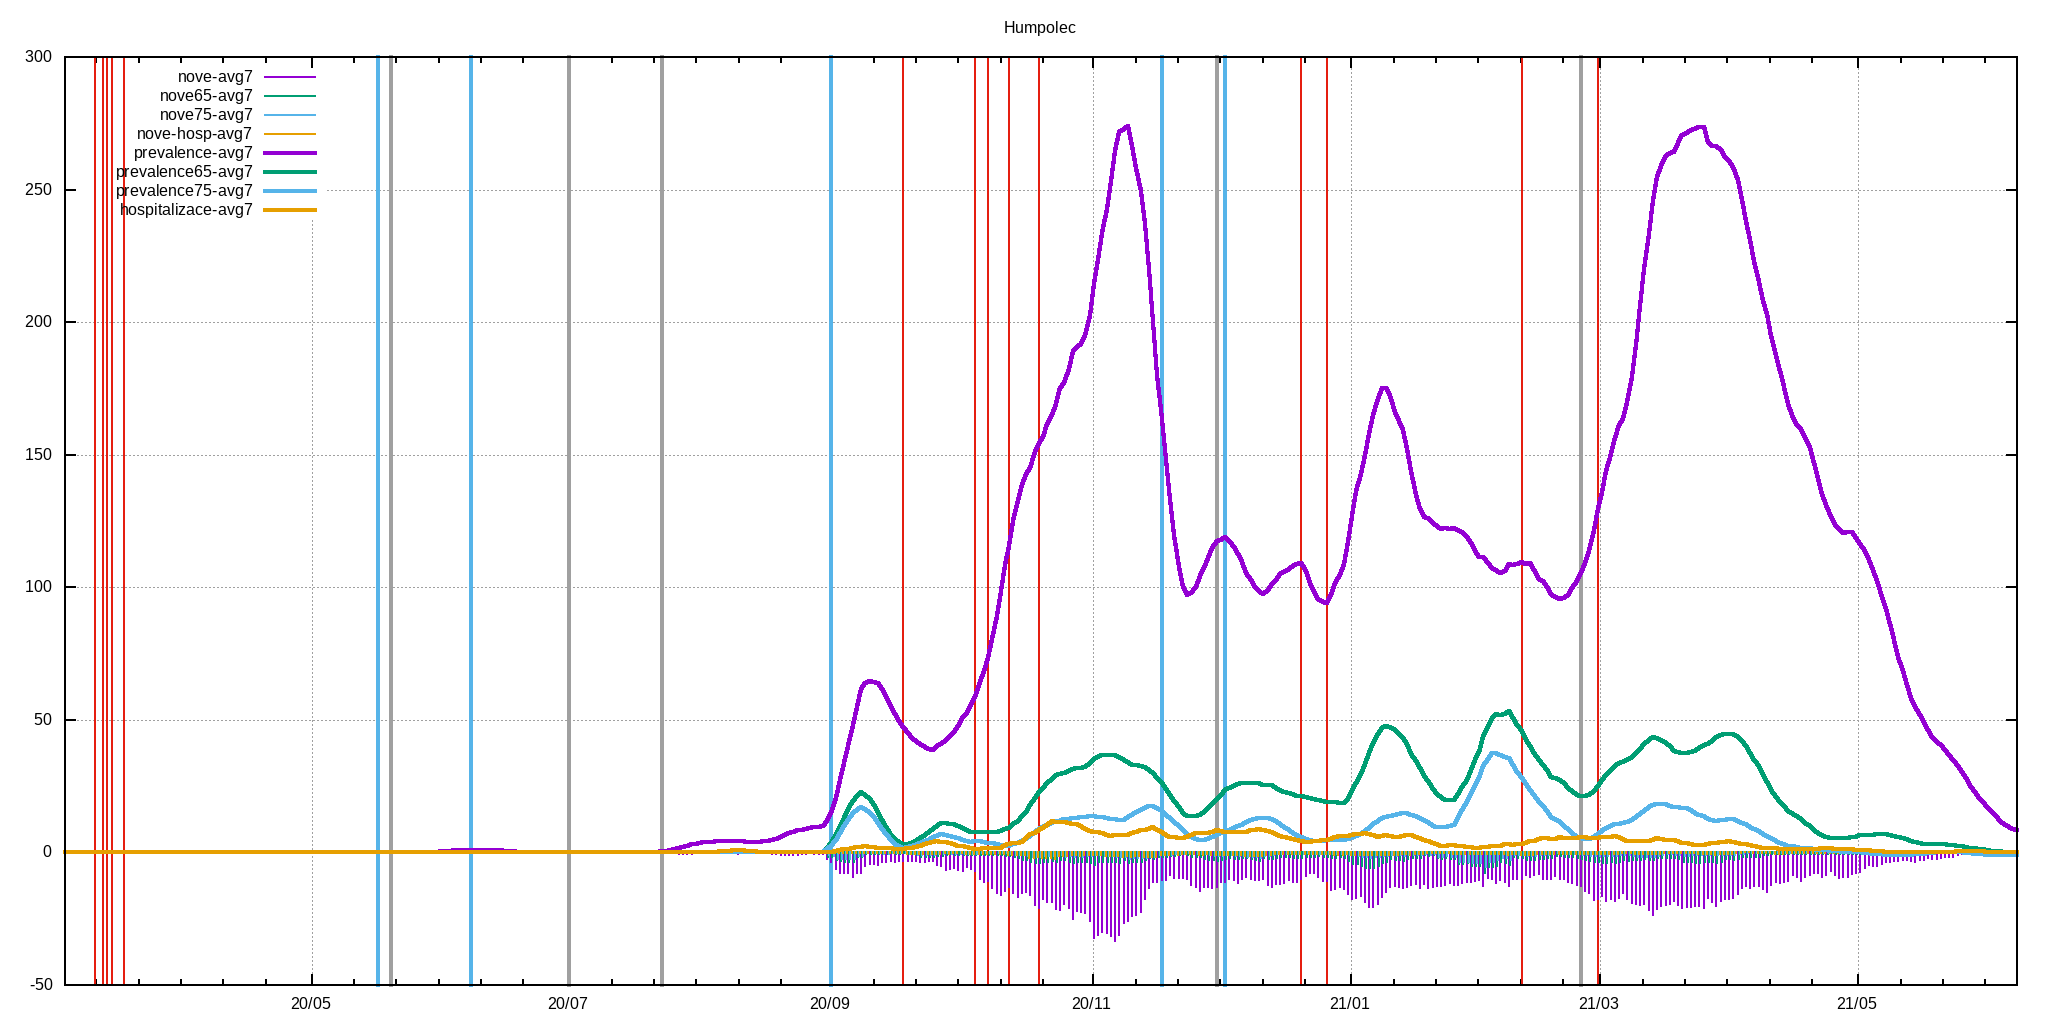 Humpolec
300
250
200
150
100
50
0
-50
nove-avg7
nove65-avg7
nove75-avg7
nove-hosp-avg7
prevalence-avg7
prevalence65-avg7
prevalence75-avg7
hospitalizace-avg7
20/05 20/07 20/09 20/11 21/01 21/03 21/05